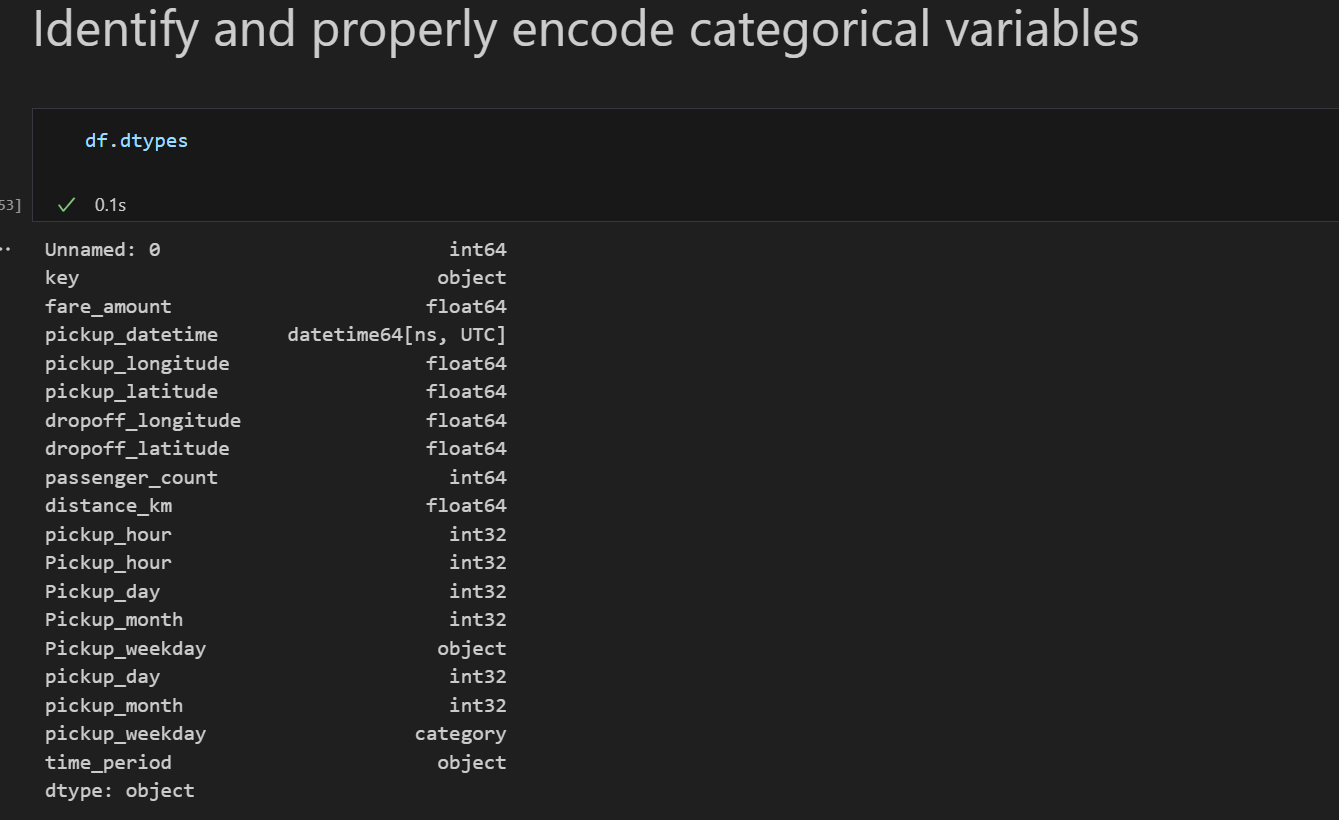 Identify and properly encode categorical variables
df.dtypes
53] ✓ 0.1s
Unnamed: 0 int64
key object
fare_amount float64
pickup_datetime datetime64[ns, UTC]
pickup_longitude float64
pickup_latitude float64
dropoff_longitude float64
dropoff_latitude float64
passenger_count int64
distance_km float64
pickup_hour int32
Pickup_hour int32
Pickup_day int32
Pickup_month int32
Pickup_weekday object
pickup_day int32
pickup_month int32
pickup_weekday category
time_period object
dtype: object